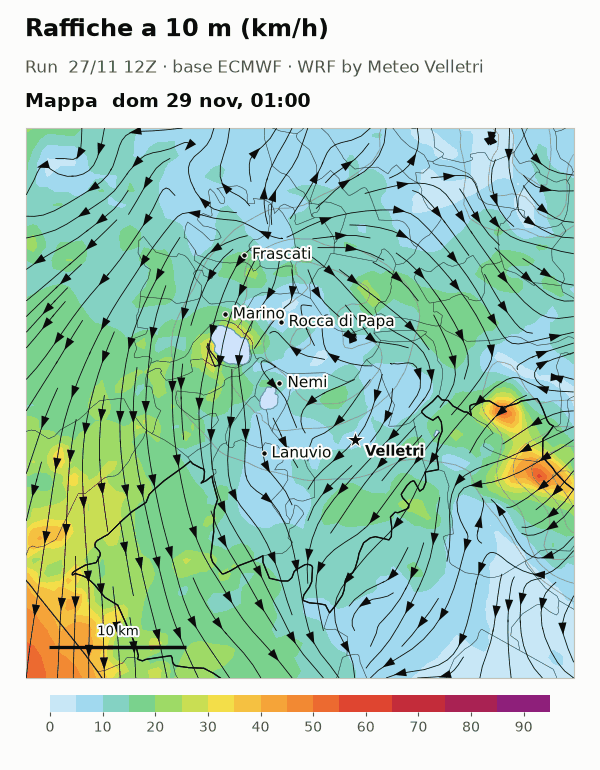 Raffiche a 10 m (km/h)
Run  27/11 12Z · base ECMWF · WRF by Meteo Velletri
Mappa  dom 29 nov, 01:00
Frascati
Marino
Rocca di Papa
Nemi
Lanuvio
Velletri
10 km
0 10 20 30 40 50 60 70 80 90